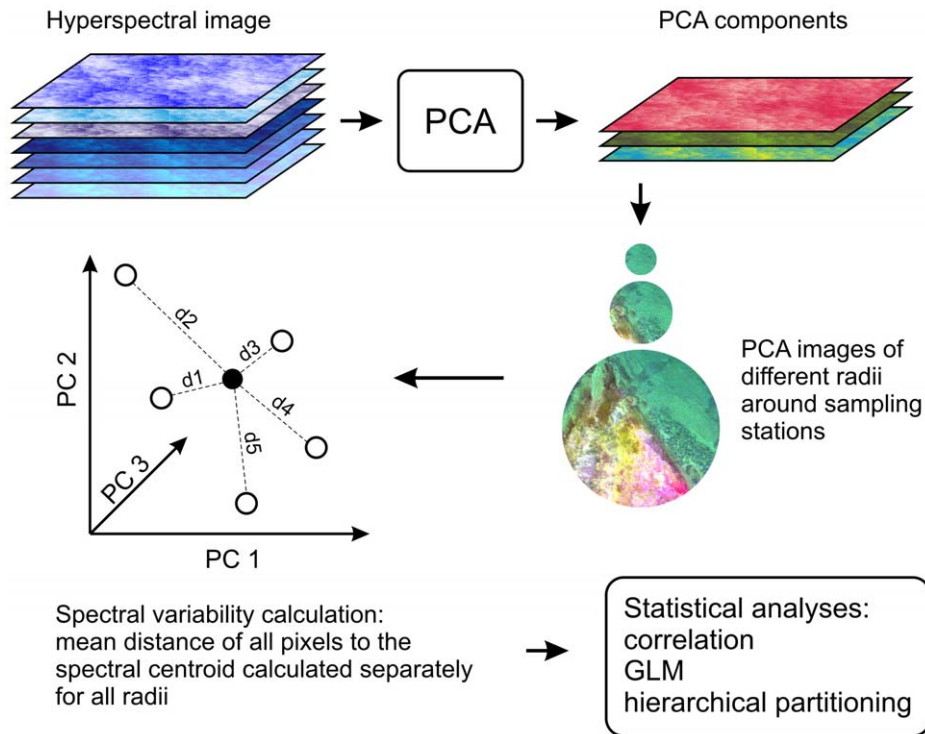 Hyperspectral image
PCA components
PCA
PCA images of
different radii
around sampling
stations
PC 2
d2
d3
d1
d4
d5
PC 3
PC 1
Spectral variability calculation:
mean distance of all pixels to the
spectral centroid calculated separately
for all radii
Statistical analyses:
correlation
GLM
hierarchical partitioning